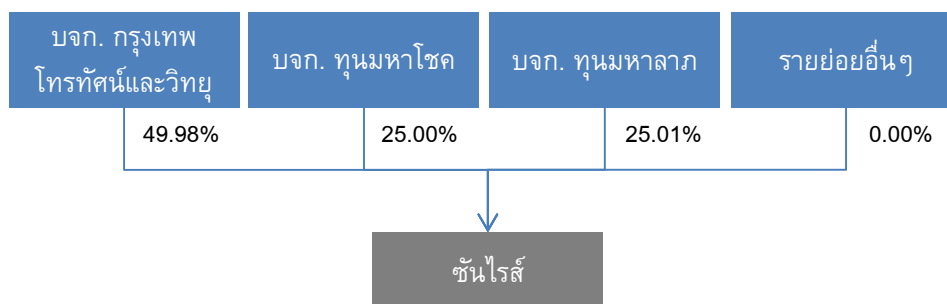 บจก. กรุงเทพ
โทรทัศน์และวิทยุ
บจก. ทุนมหาโชค
บจก. ทุนมหาลาภ
รายย่อยอื่นๆ
49.98%
25.00%
25.01%
0.00%
ซันไรส์